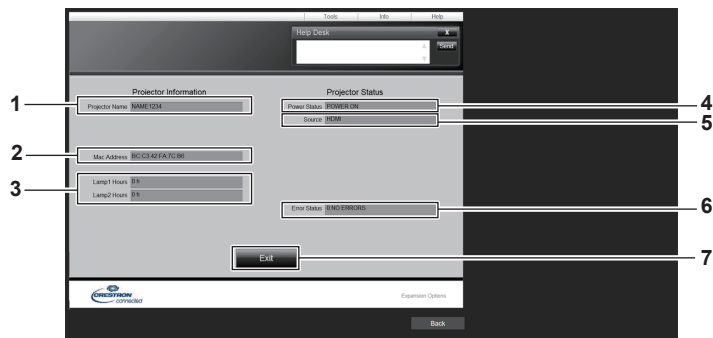 Tools Info Help
Help Desk X
Send
Projector Information Projector Status
1 Projector Name NAME1234 Power Status POWER ON 4
Source HDMI 5
2 Mac Address BC:C3:42:FA:7C:B6
Lamp1 Hours 0 h
3 Lamp2 Hours 0 h
Error Status 0:NO ERRORS 6
Exit 7
CRESTRON
connected
Expansion Options
Back